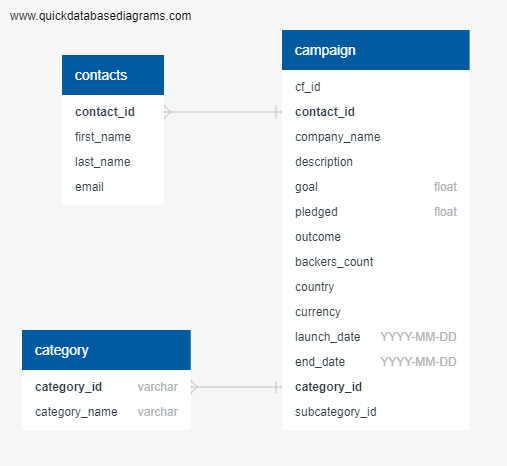 www.quickdatabasediagrams.com
contacts
contact_id
first_name
last_name
email
campaign
cf_id
contact_id
company_name
description
goal float
pledged float
outcome
backers_count
country
currency
launch_date YYYY-MM-DD
end_date YYYY-MM-DD
category_id
subcategory_id
category
category_id varchar
category_name varchar